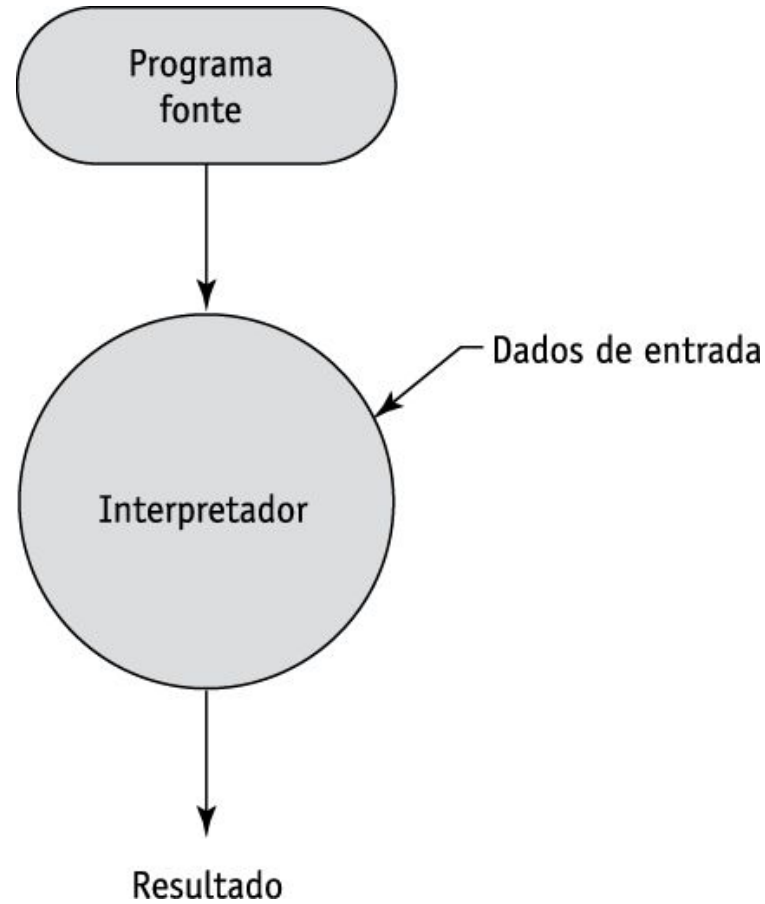 Programa
fonte
Dados de entrada
Interpretador
Resultado